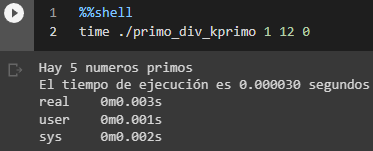 1 %%shell
2 time ./primo_div_kprimo 1 12 0
Hay 5 numeros primos
El tiempo de ejecución es 0.000030 segundos
real 0m0.003s
user 0m0.001s
sys 0m0.002s